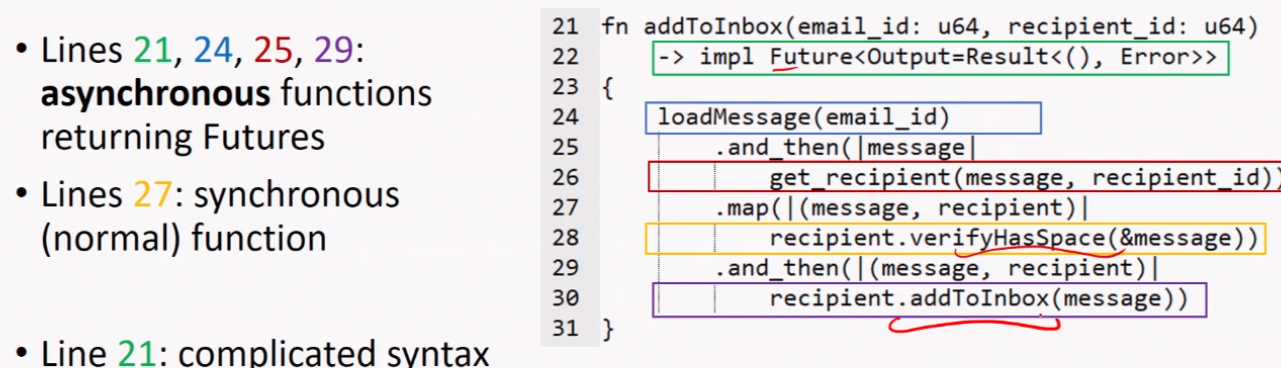 • Lines 21, 24, 25, 29:
asynchronous functions
returning Futures
• Lines 27: synchronous
(normal) function
• Line 21: complicated syntax
21 fn addToInbox(email_id: u64, recipient_id: u64)
22     -> impl Future<Output=Result<(), Error>>
23 {
24     loadMessage(email_id)
25         .and_then(|message|
26             get_recipient(message, recipient_id))
27         .map(|(message, recipient)|
28             recipient.verifyHasSpace(&message))
29         .and_then(|(message, recipient)|
30             recipient.addToInbox(message))
31 }